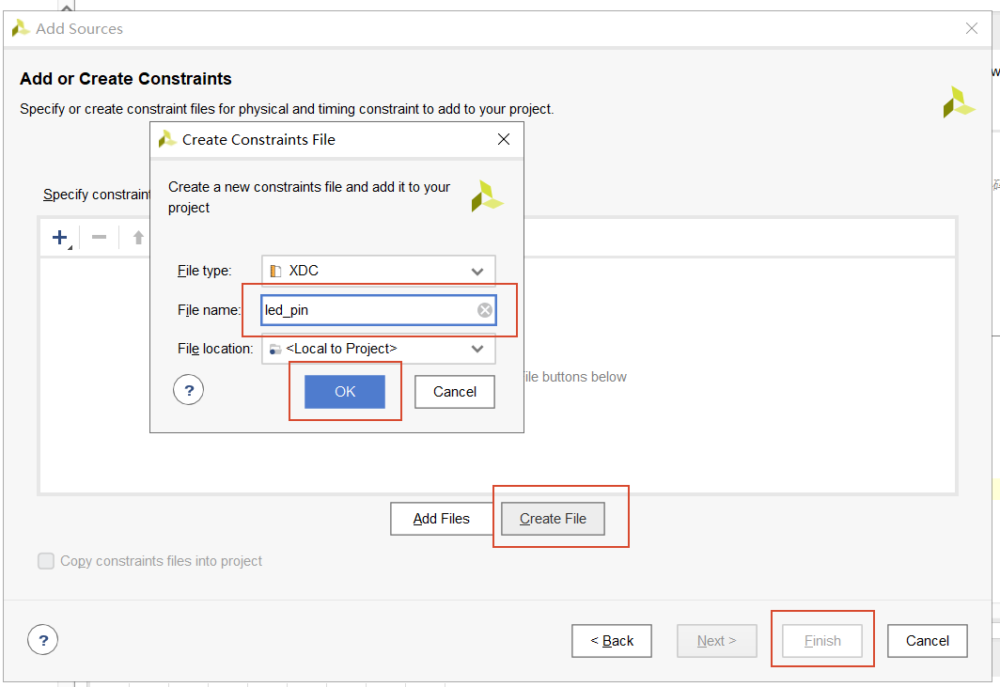 Add Sources
Add or Create Constraints
Specify or create constraint files for physical and timing constraint to add to your project.
Create Constraints File
Create a new constraints file and add it to your
project
Specify constraint
File type:
XDC
File name:
led_pin
File location:
<Local to Project>
?
OK
Cancel
ile buttons below
Add Files
Create File
Copy constraints files into project
?
< Back
Next >
Finish
Cancel